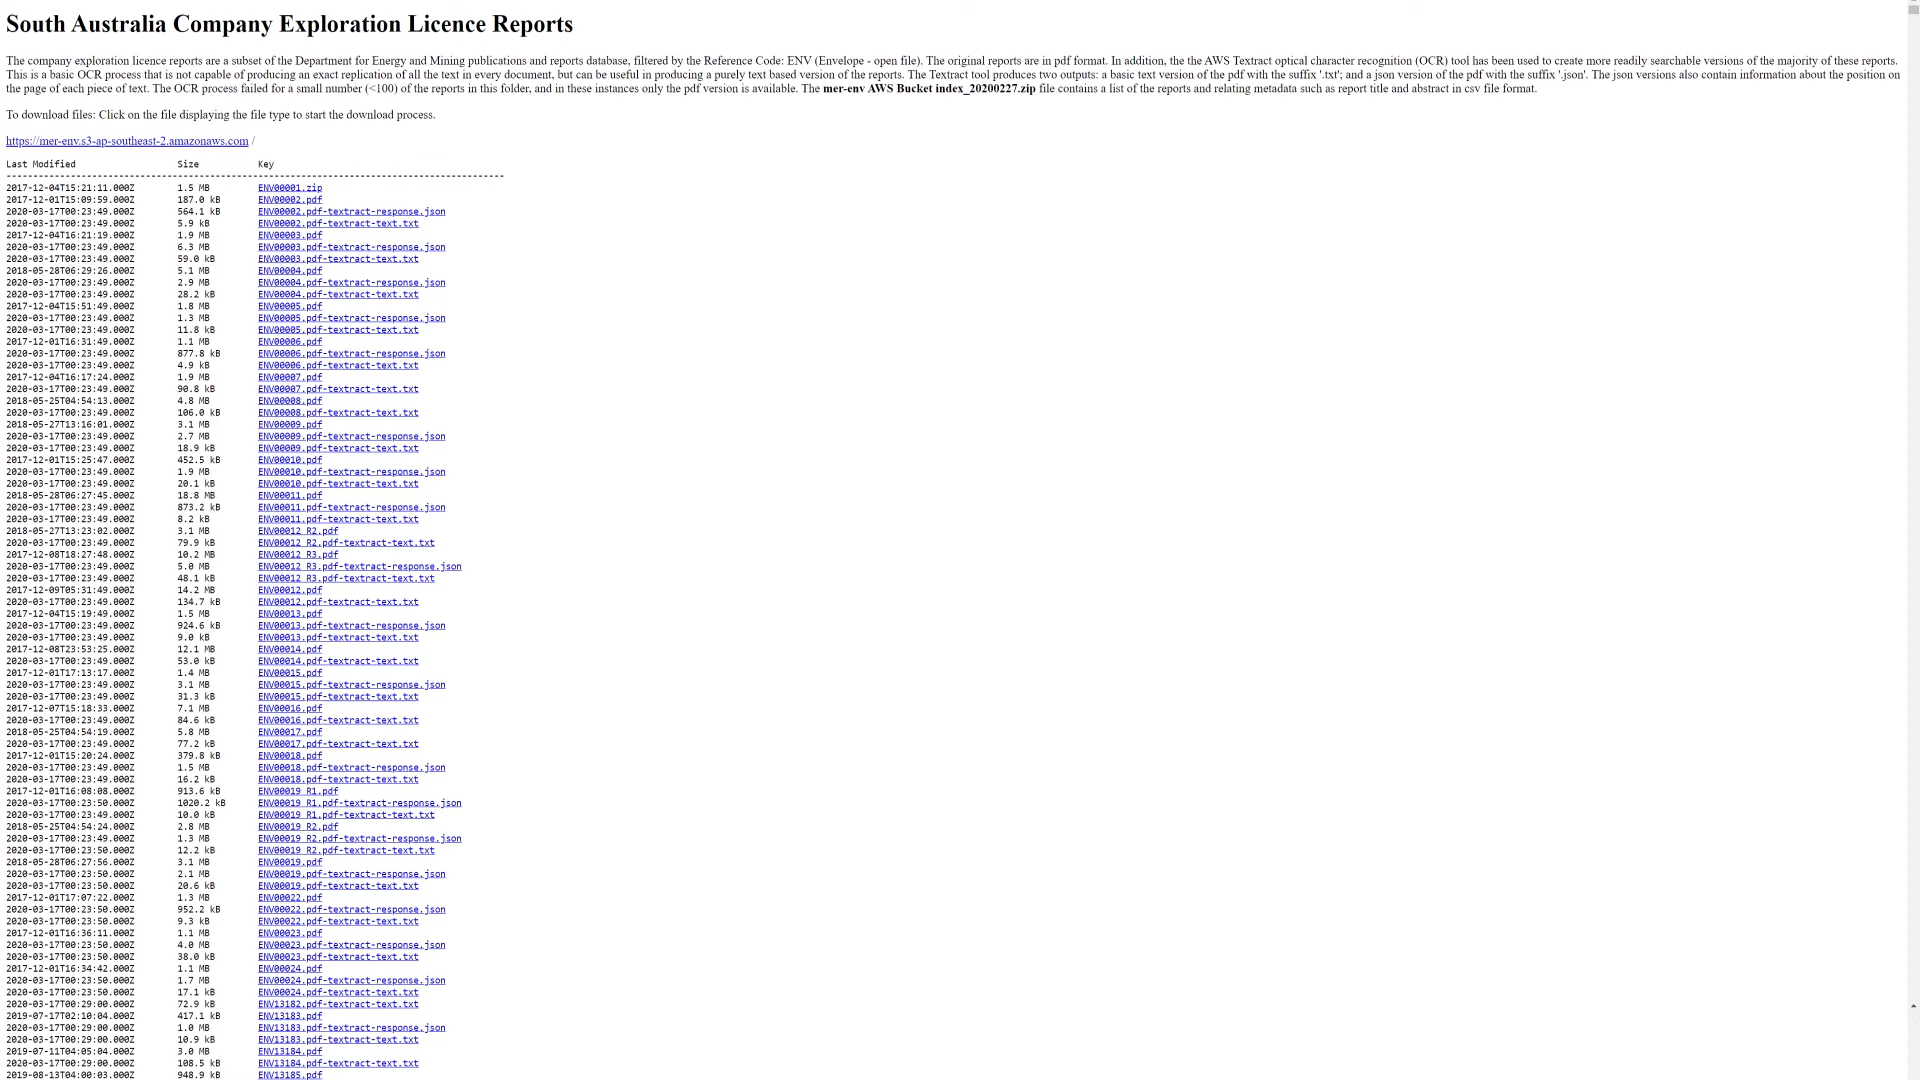 South Australia Company Exploration Licence Reports
The company exploration licence reports are a subset of the Department for Energy and Mining publications and reports database, filtered by the Reference Code: ENV (Envelope - open file). The original reports are in pdf format. In addition, the the AWS Textract optical character recognition (OCR) tool has been used to create more readily searchable versions of the majority of these reports.
This is a basic OCR process that is not capable of producing an exact replication of all the text in every document, but can be useful in producing a purely text based version of the reports. The Textract tool produces two outputs: a basic text version of the pdf with the suffix '.txt'; and a json version of the pdf with the suffix '.json'. The json versions also contain information about the position on
the page of each piece of text. The OCR process failed for a small number (<100) of the reports in this folder, and in these instances only the pdf version is available. The mer-env AWS Bucket index_20200227.zip file contains a list of the reports and relating metadata such as report title and abstract in csv file format.
To download files: Click on the file displaying the file type to start the download process.
https://mer-env.s3-ap-southeast-2.amazonaws.com /
Last Modified Size Key
--------------------------------------------------------------------------------------------
2017-12-04T15:21:11.000Z 1.5 MB ENV00001.zip
2017-12-01T15:09:59.000Z 187.0 kB ENV00002.pdf
2020-03-17T00:23:49.000Z 564.1 kB ENV00002.pdf-textract-response.json
2020-03-17T00:23:49.000Z 5.9 kB ENV00002.pdf-textract-text.txt
2017-12-04T16:21:19.000Z 1.9 MB ENV00003.pdf
2020-03-17T00:23:49.000Z 6.3 MB ENV00003.pdf-textract-response.json
2020-03-17T00:23:49.000Z 59.0 kB ENV00003.pdf-textract-text.txt
2018-05-28T06:29:26.000Z 5.1 MB ENV00004.pdf
2020-03-17T00:23:49.000Z 2.9 MB ENV00004.pdf-textract-response.json
2020-03-17T00:23:49.000Z 28.2 kB ENV00004.pdf-textract-text.txt
2017-12-04T15:51:49.000Z 1.8 MB ENV00005.pdf
2020-03-17T00:23:49.000Z 1.3 MB ENV00005.pdf-textract-response.json
2020-03-17T00:23:49.000Z 11.8 kB ENV00005.pdf-textract-text.txt
2017-12-01T16:31:49.000Z 1.1 MB ENV00006.pdf
2020-03-17T00:23:49.000Z 877.8 kB ENV00006.pdf-textract-response.json
2020-03-17T00:23:49.000Z 4.9 kB ENV00006.pdf-textract-text.txt
2017-12-04T16:17:24.000Z 1.9 MB ENV00007.pdf
2020-03-17T00:23:49.000Z 90.8 kB ENV00007.pdf-textract-text.txt
2018-05-25T04:54:13.000Z 4.8 MB ENV00008.pdf
2020-03-17T00:23:49.000Z 106.0 kB ENV00008.pdf-textract-text.txt
2018-05-27T13:16:01.000Z 3.1 MB ENV00009.pdf
2020-03-17T00:23:49.000Z 2.7 MB ENV00009.pdf-textract-response.json
2020-03-17T00:23:49.000Z 18.9 kB ENV00009.pdf-textract-text.txt
2017-12-01T15:25:47.000Z 452.5 kB ENV00010.pdf
2020-03-17T00:23:49.000Z 1.9 MB ENV00010.pdf-textract-response.json
2020-03-17T00:23:49.000Z 20.1 kB ENV00010.pdf-textract-text.txt
2018-05-28T06:27:45.000Z 18.8 MB ENV00011.pdf
2020-03-17T00:23:49.000Z 873.2 kB ENV00011.pdf-textract-response.json
2020-03-17T00:23:49.000Z 8.2 kB ENV00011.pdf-textract-text.txt
2018-05-27T13:23:02.000Z 3.1 MB ENV00012 R2.pdf
2020-03-17T00:23:49.000Z 79.9 kB ENV00012 R2.pdf-textract-text.txt
2017-12-08T18:27:48.000Z 10.2 MB ENV00012 R3.pdf
2020-03-17T00:23:49.000Z 5.0 MB ENV00012 R3.pdf-textract-response.json
2020-03-17T00:23:49.000Z 48.1 kB ENV00012 R3.pdf-textract-text.txt
2017-12-09T05:31:49.000Z 14.2 MB ENV00012.pdf
2020-03-17T00:23:49.000Z 134.7 kB ENV00012.pdf-textract-text.txt
2017-12-04T15:19:49.000Z 1.5 MB ENV00013.pdf
2020-03-17T00:23:49.000Z 924.6 kB ENV00013.pdf-textract-response.json
2020-03-17T00:23:49.000Z 9.0 kB ENV00013.pdf-textract-text.txt
2017-12-08T23:53:25.000Z 12.1 MB ENV00014.pdf
2020-03-17T00:23:49.000Z 53.0 kB ENV00014.pdf-textract-text.txt
2017-12-01T17:13:17.000Z 1.4 MB ENV00015.pdf
2020-03-17T00:23:49.000Z 3.1 MB ENV00015.pdf-textract-response.json
2020-03-17T00:23:49.000Z 31.3 kB ENV00015.pdf-textract-text.txt
2017-12-07T15:18:33.000Z 7.1 MB ENV00016.pdf
2020-03-17T00:23:49.000Z 84.6 kB ENV00016.pdf-textract-text.txt
2018-05-25T04:54:19.000Z 5.8 MB ENV00017.pdf
2020-03-17T00:23:49.000Z 77.2 kB ENV00017.pdf-textract-text.txt
2017-12-01T15:20:24.000Z 379.8 kB ENV00018.pdf
2020-03-17T00:23:49.000Z 1.5 MB ENV00018.pdf-textract-response.json
2020-03-17T00:23:49.000Z 16.2 kB ENV00018.pdf-textract-text.txt
2017-12-01T16:08:08.000Z 913.6 kB ENV00019 R1.pdf
2020-03-17T00:23:50.000Z 1020.2 kB ENV00019 R1.pdf-textract-response.json
2020-03-17T00:23:49.000Z 10.0 kB ENV00019 R1.pdf-textract-text.txt
2018-05-25T04:54:24.000Z 2.8 MB ENV00019 R2.pdf
2020-03-17T00:23:49.000Z 1.3 MB ENV00019 R2.pdf-textract-response.json
2020-03-17T00:23:50.000Z 12.2 kB ENV00019 R2.pdf-textract-text.txt
2018-05-28T06:27:56.000Z 3.1 MB ENV00019.pdf
2020-03-17T00:23:50.000Z 2.1 MB ENV00019.pdf-textract-response.json
2020-03-17T00:23:50.000Z 20.6 kB ENV00019.pdf-textract-text.txt
2017-12-01T17:07:22.000Z 1.3 MB ENV00022.pdf
2020-03-17T00:23:50.000Z 952.2 kB ENV00022.pdf-textract-response.json
2020-03-17T00:23:50.000Z 9.3 kB ENV00022.pdf-textract-text.txt
2017-12-01T16:36:11.000Z 1.1 MB ENV00023.pdf
2020-03-17T00:23:50.000Z 4.0 MB ENV00023.pdf-textract-response.json
2020-03-17T00:23:50.000Z 38.0 kB ENV00023.pdf-textract-text.txt
2017-12-01T16:34:42.000Z 1.1 MB ENV00024.pdf
2020-03-17T00:23:50.000Z 1.7 MB ENV00024.pdf-textract-response.json
2020-03-17T00:23:50.000Z 17.1 kB ENV00024.pdf-textract-text.txt
2020-03-17T00:29:00.000Z 72.9 kB ENV13182.pdf-textract-text.txt
2019-07-17T02:10:04.000Z 417.1 kB ENV13183.pdf
2020-03-17T00:29:00.000Z 1.0 MB ENV13183.pdf-textract-response.json
2020-03-17T00:29:00.000Z 10.9 kB ENV13183.pdf-textract-text.txt
2019-07-11T04:05:04.000Z 3.0 MB ENV13184.pdf
2020-03-17T00:29:00.000Z 108.5 kB ENV13184.pdf-textract-text.txt
2019-08-13T04:00:03.000Z 948.9 kB ENV13185.pdf